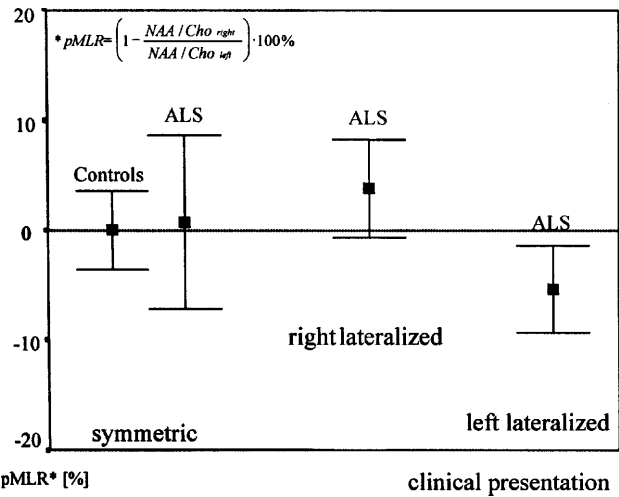 20
* pMLR= (1 - NAA / Cho right / NAA / Cho left) · 100%
10
ALS
ALS
Controls
0
ALS
right lateralized
-10
left lateralized
symmetric
-20
pMLR* [%]
clinical presentation